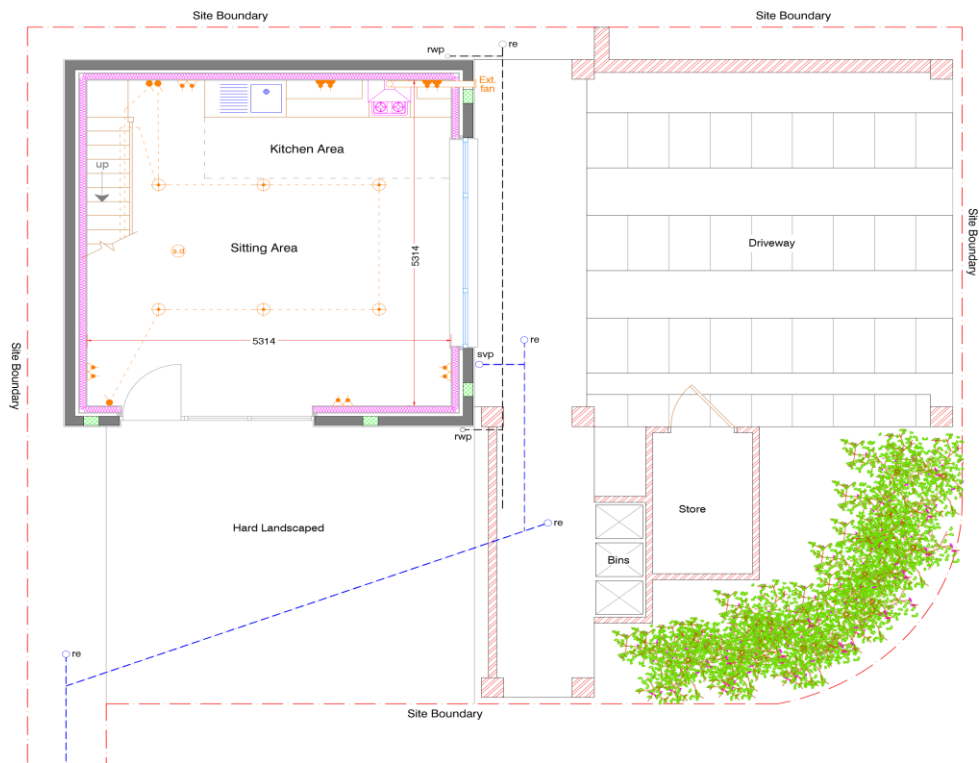 Site Boundary
Site Boundary
re
rwp
Ext.
fan
Kitchen Area
up
Site Boundary
Driveway
s d
Sitting Area
5314
5314
re
svp
Site Boundary
rwp
Store
re
Hard Landscaped
Bins
re
Site Boundary